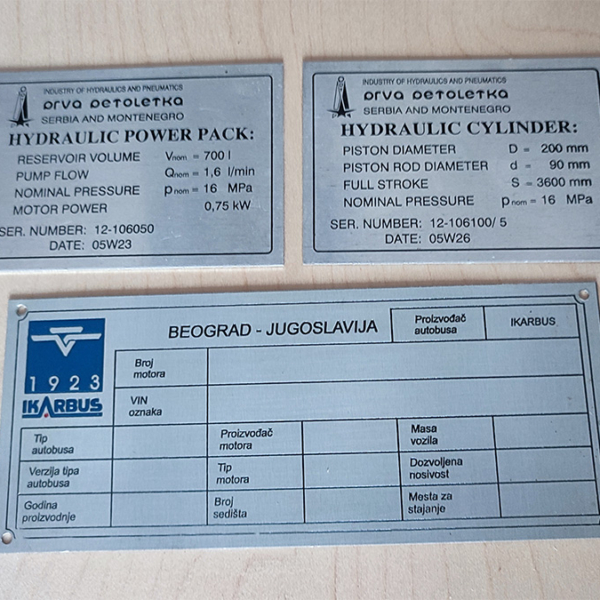 INDUSTRY OF HYDRAULICS AND PNEUMATICS
prva petoletka
SERBIA AND MONTENEGRO
HYDRAULIC POWER PACK:
RESERVOIR VOLUME Vnom = 700 l
PUMP FLOW Qnom = 1,6 l/min
NOMINAL PRESSURE pnom = 16 MPa
MOTOR POWER 0,75 kW
SER. NUMBER: 12-106050
DATE: 05W23
INDUSTRY OF HYDRAULICS AND PNEUMATICS
prva petoletka
SERBIA AND MONTENEGRO
HYDRAULIC CYLINDER:
PISTON DIAMETER D = 200 mm
PISTON ROD DIAMETER d = 90 mm
FULL STROKE S = 3600 mm
NOMINAL PRESSURE pnom = 16 MPa
SER. NUMBER: 12-106100/ 5
DATE: 05W26
1923
IKARBUS
BEOGRAD - JUGOSLAVIJA
Proizvođač
autobusa
IKARBUS
Broj
motora
VIN
oznaka
Tip
autobusa
Proizvođač
motora
Masa
vozila
Verzija tipa
autobusa
Tip
motora
Dozvoljena
nosivost
Godina
proizvodnje
Broj
sedišta
Mesta za
stajanje